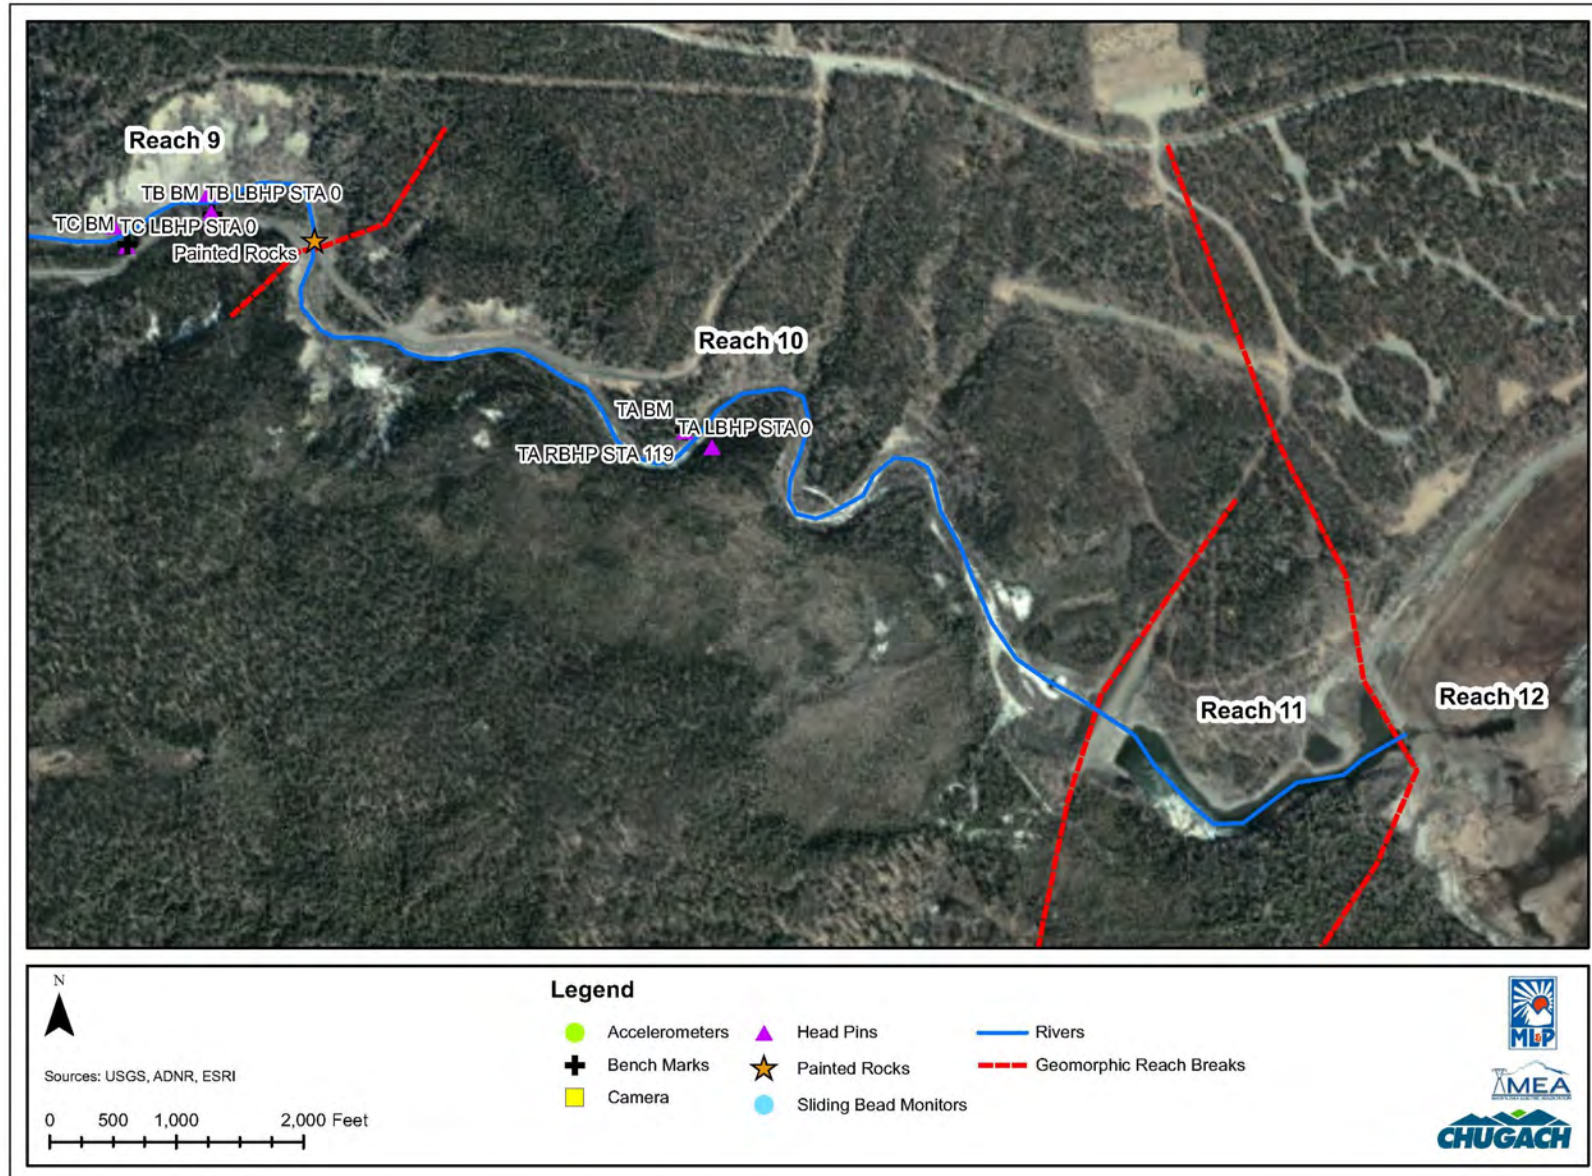 Reach 9
TB BM TB LBHP STA 0
TC BM TC LBHP STA 0
Painted Rocks
Reach 10
TA BM
TA LBHP STA 0
TA RBHP STA 119
Reach 11
Reach 12
N
Sources: USGS, ADNR, ESRI
0 500 1,000 2,000 Feet
Legend
Accelerometers
Bench Marks
Camera
Head Pins
Painted Rocks
Sliding Bead Monitors
Rivers
Geomorphic Reach Breaks
ML&P
MEA
CHUGACH